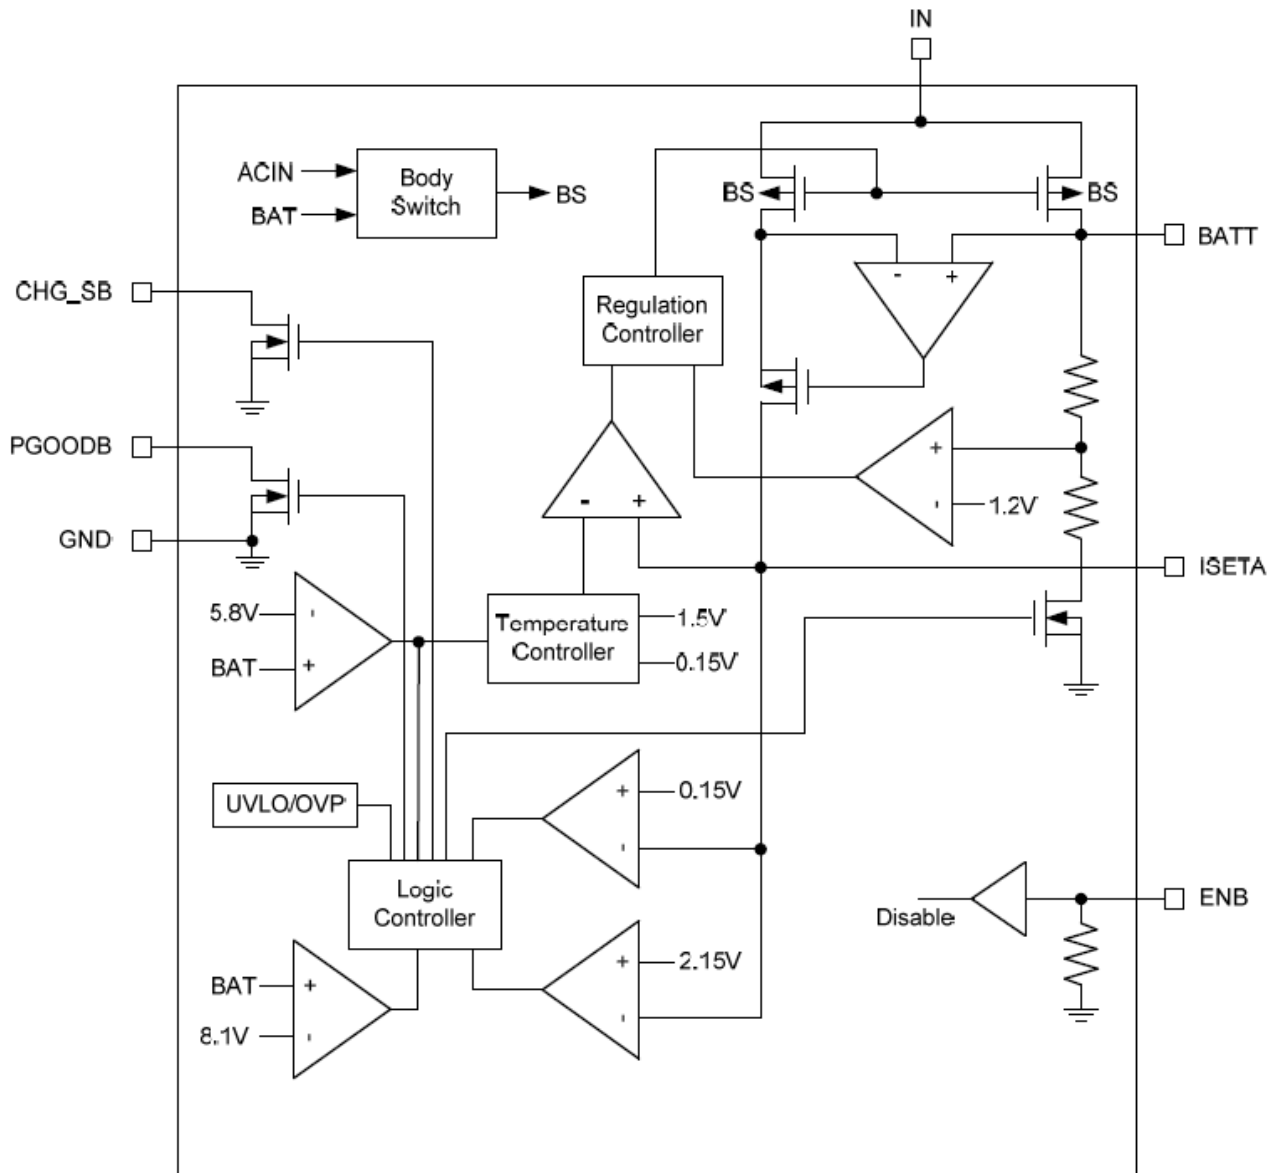 IN
ACIN
BAT
Body
Switch
BS
BS
BS
BATT
CHG_SB
Regulation
Controller
-
+
PGOODB
+
-
1.2V
-
+
GND
ISETA
5.8V
-
BAT
+
Temperature
Controller
1.5V
0.15V
UVLO/OVP
+
0.15V
-
Logic
Controller
Disable
ENB
BAT
+
8.1V
-
+
2.15V
-